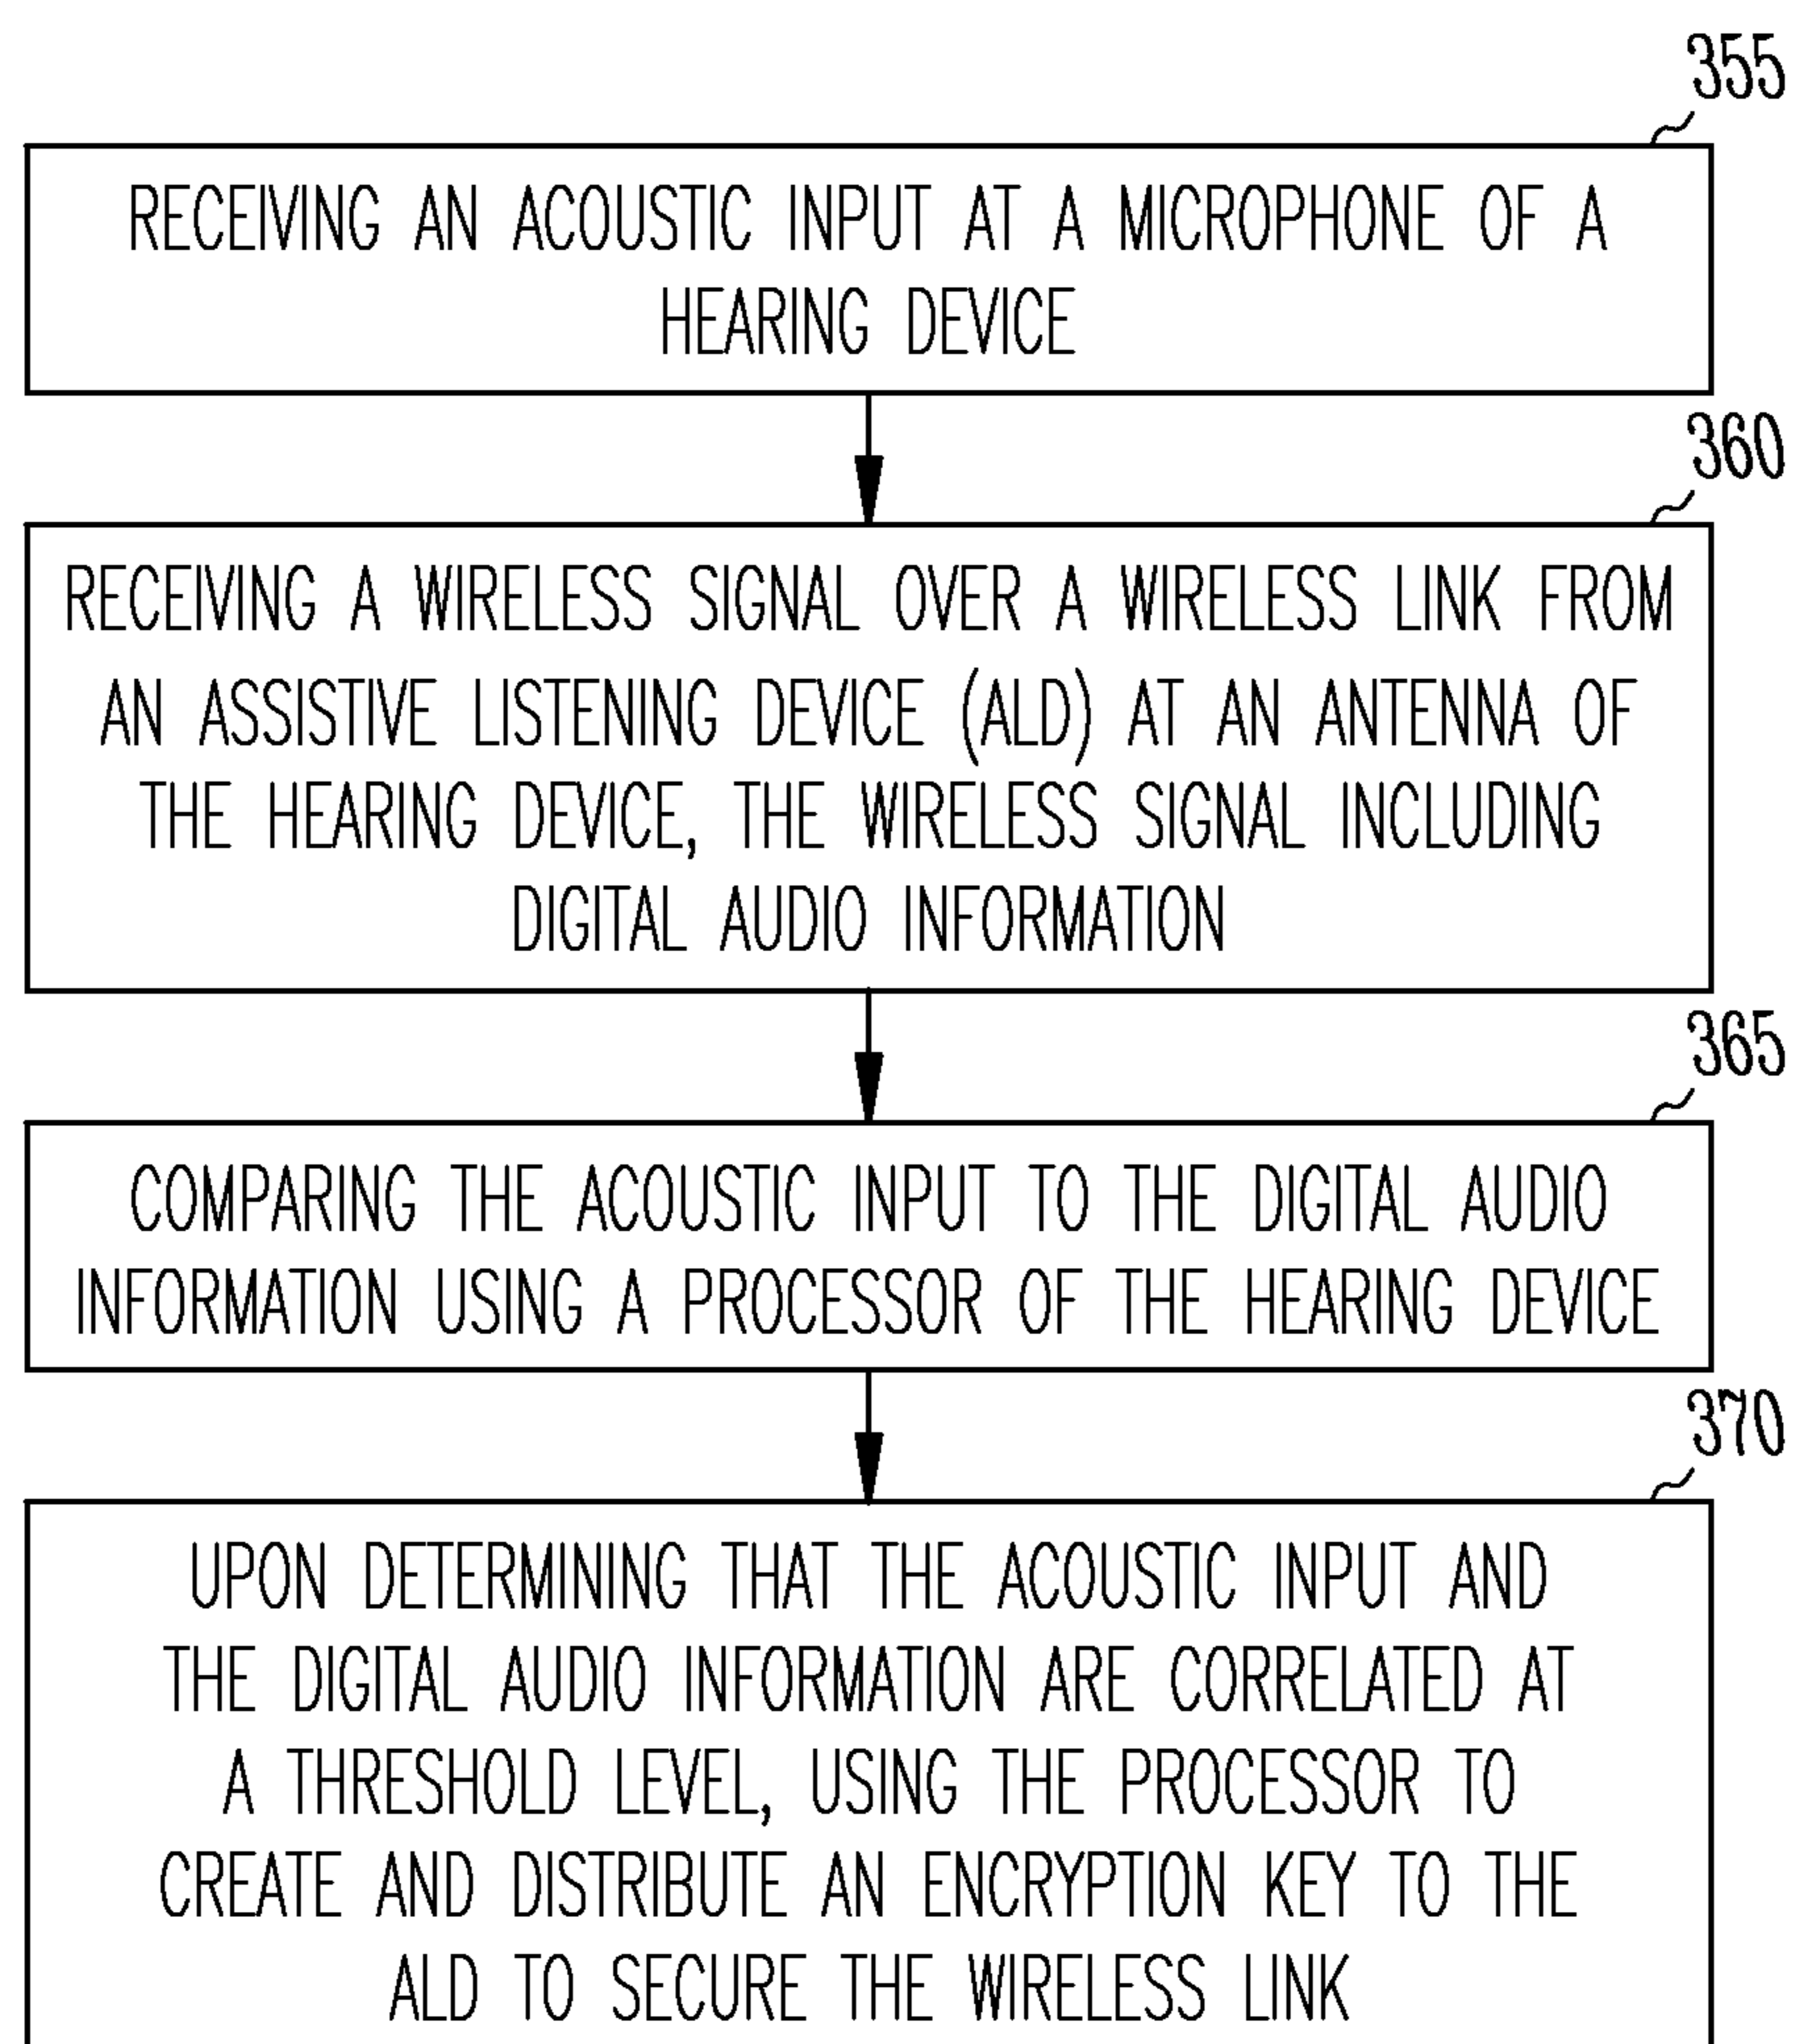 355
RECEIVING AN ACOUSTIC INPUT AT A MICROPHONE OF A
HEARING DEVICE
360
RECEIVING A WIRELESS SIGNAL OVER A WIRELESS LINK FROM
AN ASSISTIVE LISTENING DEVICE (ALD) AT AN ANTENNA OF
THE HEARING DEVICE, THE WIRELESS SIGNAL INCLUDING
DIGITAL AUDIO INFORMATION
365
COMPARING THE ACOUSTIC INPUT TO THE DIGITAL AUDIO
INFORMATION USING A PROCESSOR OF THE HEARING DEVICE
370
UPON DETERMINING THAT THE ACOUSTIC INPUT AND
THE DIGITAL AUDIO INFORMATION ARE CORRELATED AT
A THRESHOLD LEVEL, USING THE PROCESSOR TO
CREATE AND DISTRIBUTE AN ENCRYPTION KEY TO THE
ALD TO SECURE THE WIRELESS LINK